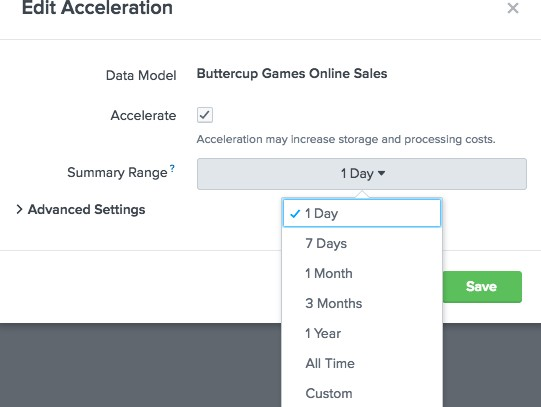 Edit Acceleration
Data Model Buttercup Games Online Sales
Accelerate
Acceleration may increase storage and processing costs.
Summary Range ? 1 Day
Advanced Settings
1 Day
7 Days
1 Month
3 Months
1 Year
All Time
Custom
Save